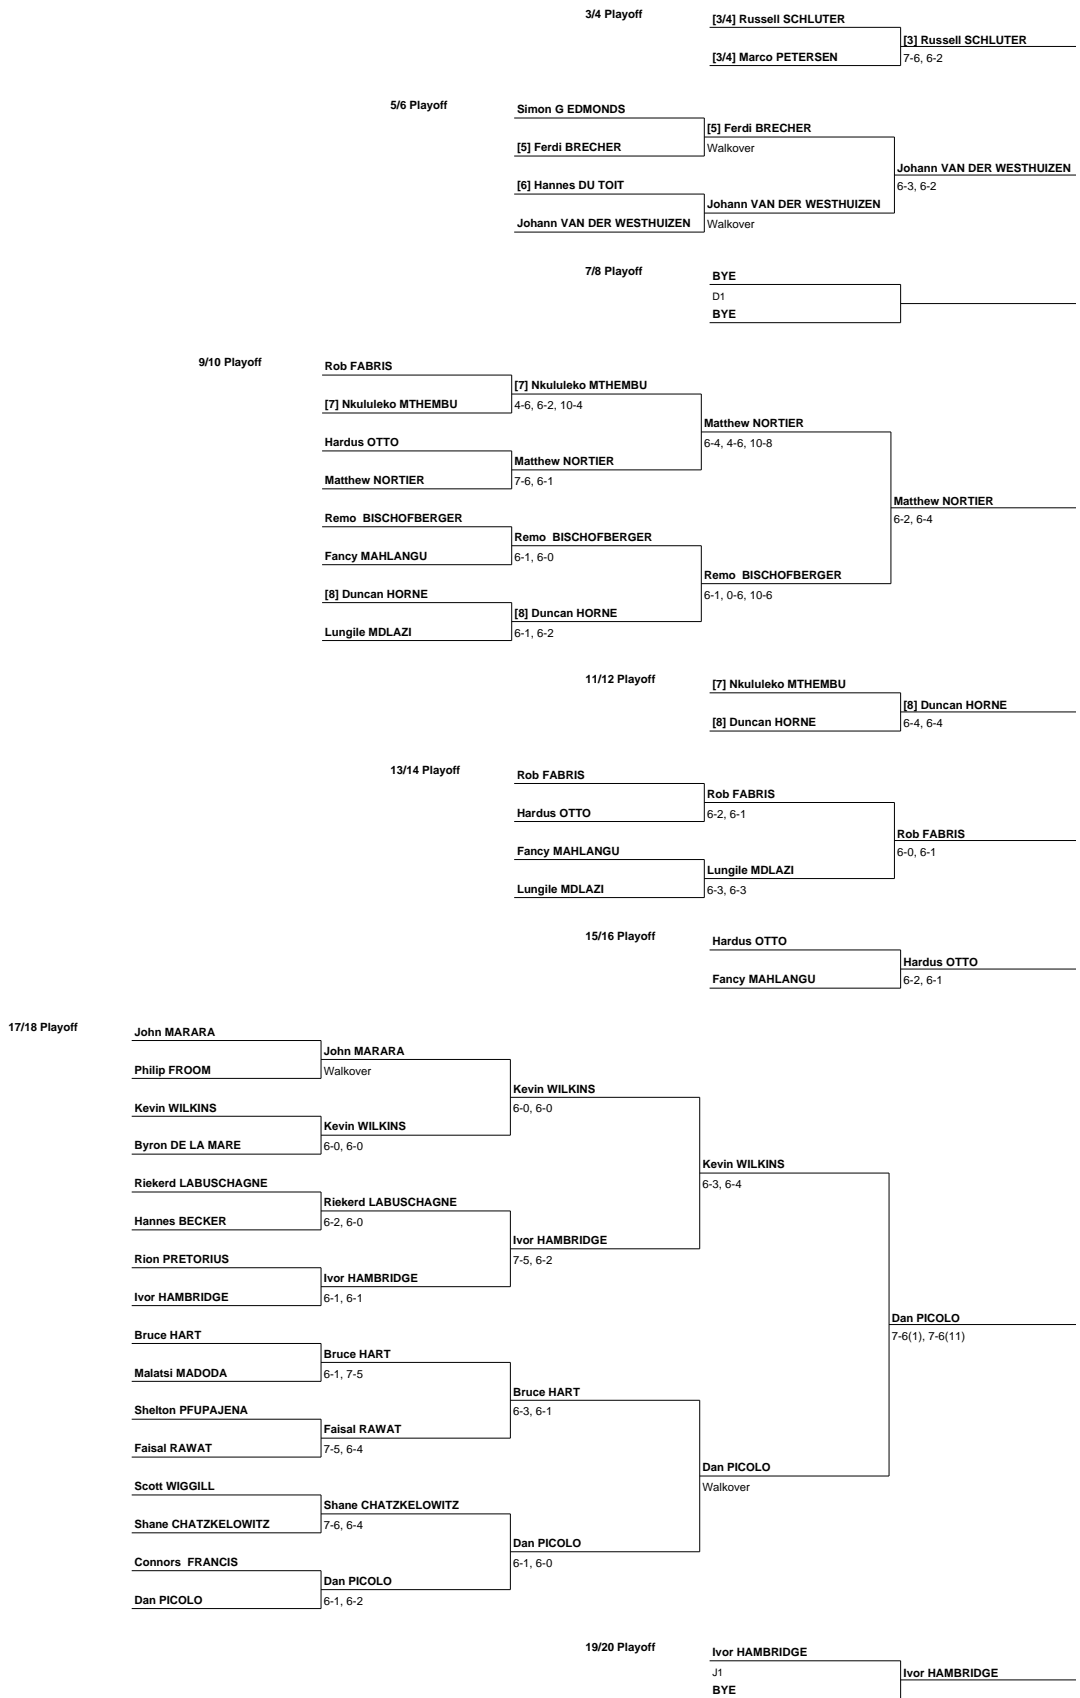 3/4 Playoff
[3/4] Russell SCHLUTER
[3] Russell SCHLUTER
[3/4] Marco PETERSEN
7-6, 6-2
5/6 Playoff
Simon G EDMONDS
[5] Ferdi BRECHER
[5] Ferdi BRECHER
Walkover
Johann VAN DER WESTHUIZEN
[6] Hannes DU TOIT
6-3, 6-2
Johann VAN DER WESTHUIZEN
Johann VAN DER WESTHUIZEN
Walkover
7/8 Playoff
BYE
D1
BYE
9/10 Playoff
Rob FABRIS
[7] Nkululeko MTHEMBU
[7] Nkululeko MTHEMBU
4-6, 6-2, 10-4
Matthew NORTIER
Hardus OTTO
6-4, 4-6, 10-8
Matthew NORTIER
Matthew NORTIER
7-6, 6-1
Matthew NORTIER
Remo BISCHOFBERGER
6-2, 6-4
Remo BISCHOFBERGER
Fancy MAHLANGU
6-1, 6-0
Remo BISCHOFBERGER
[8] Duncan HORNE
6-1, 0-6, 10-6
[8] Duncan HORNE
Lungile MDLAZI
6-1, 6-2
11/12 Playoff
[7] Nkululeko MTHEMBU
[8] Duncan HORNE
[8] Duncan HORNE
6-4, 6-4
13/14 Playoff
Rob FABRIS
Rob FABRIS
Hardus OTTO
6-2, 6-1
Rob FABRIS
Fancy MAHLANGU
6-0, 6-1
Lungile MDLAZI
Lungile MDLAZI
6-3, 6-3
15/16 Playoff
Hardus OTTO
Hardus OTTO
Fancy MAHLANGU
6-2, 6-1
17/18 Playoff
John MARARA
John MARARA
Philip FROOM
Walkover
Kevin WILKINS
Kevin WILKINS
6-0, 6-0
Kevin WILKINS
Byron DE LA MARE
6-0, 6-0
Kevin WILKINS
Riekerd LABUSCHAGNE
6-3, 6-4
Riekerd LABUSCHAGNE
Hannes BECKER
6-2, 6-0
Ivor HAMBRIDGE
Rion PRETORIUS
7-5, 6-2
Ivor HAMBRIDGE
Ivor HAMBRIDGE
6-1, 6-1
Dan PICOLO
Bruce HART
7-6(1), 7-6(11)
Bruce HART
Malatsi MADODA
6-1, 7-5
Bruce HART
Shelton PFUPAJENA
6-3, 6-1
Faisal RAWAT
Faisal RAWAT
7-5, 6-4
Dan PICOLO
Scott WIGGILL
Walkover
Shane CHATZKELOWITZ
Shane CHATZKELOWITZ
7-6, 6-4
Dan PICOLO
Connors FRANCIS
6-1, 6-0
Dan PICOLO
Dan PICOLO
6-1, 6-2
19/20 Playoff
Ivor HAMBRIDGE
J1
Ivor HAMBRIDGE
BYE